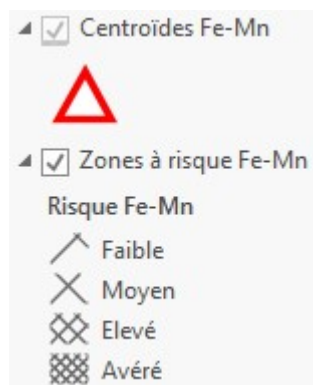 Centroïdes Fe-Mn
Zones à risque Fe-Mn
Risque Fe-Mn
Faible
Moyen
Elevé
Avéré